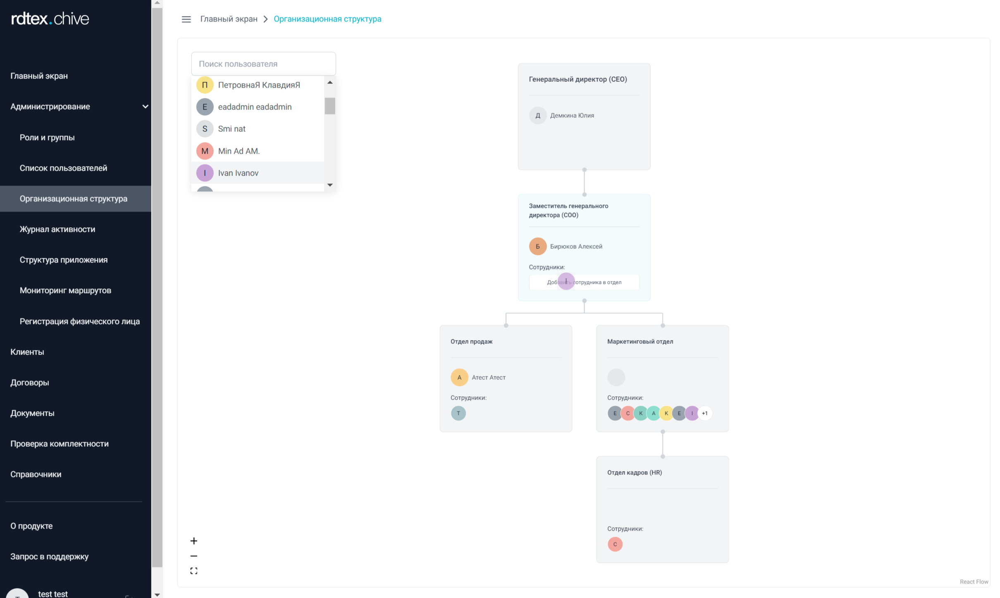 rdtex.chive
Главный экран
Администрирование
Роли и группы
Список пользователей
Организационная структура
Журнал активности
Структура приложения
Мониторинг маршрутов
Регистрация физического лица
Клиенты
Договоры
Документы
Проверка комплектности
Справочники
О продукте
Запрос в поддержку
test test
Главный экран
Организационная структура
Поиск пользователя
П ПетровнаЯ КлавдияЯ
E eadadmin eadadmin
S Smi nat
M Min Ad AM.
I Ivan Ivanov
Генеральный директор (CEO)
Д Демкина Юлия
Заместитель генерального
директора (COO)
Б Бирюков Алексей
Сотрудники:
Добавить сотрудника в отдел
I
Отдел продаж
А Атест Атест
Сотрудники:
Т
Маркетинговый отдел
Сотрудники:
E С К А К E I +1
Отдел кадров (HR)
Сотрудники:
С
React Flow